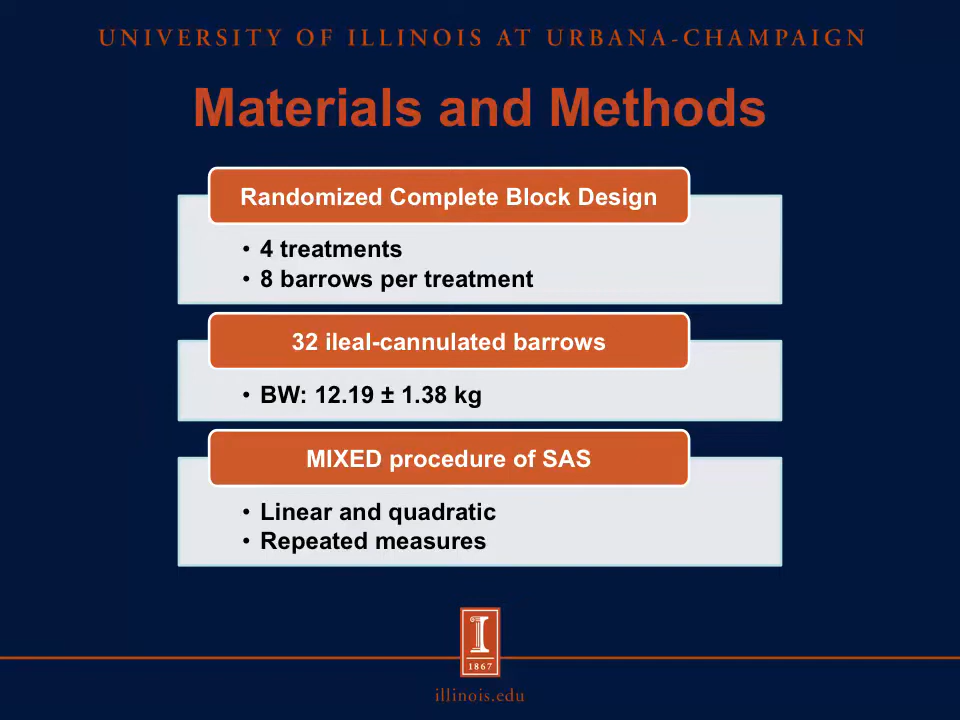 UNIVERSITY OF ILLINOIS AT URBANA-CHAMPAIGN
Materials and Methods
Randomized Complete Block Design
• 4 treatments
• 8 barrows per treatment
32 ileal-cannulated barrows
• BW: 12.19 ± 1.38 kg
MIXED procedure of SAS
• Linear and quadratic
• Repeated measures
I
1867
illinois.edu